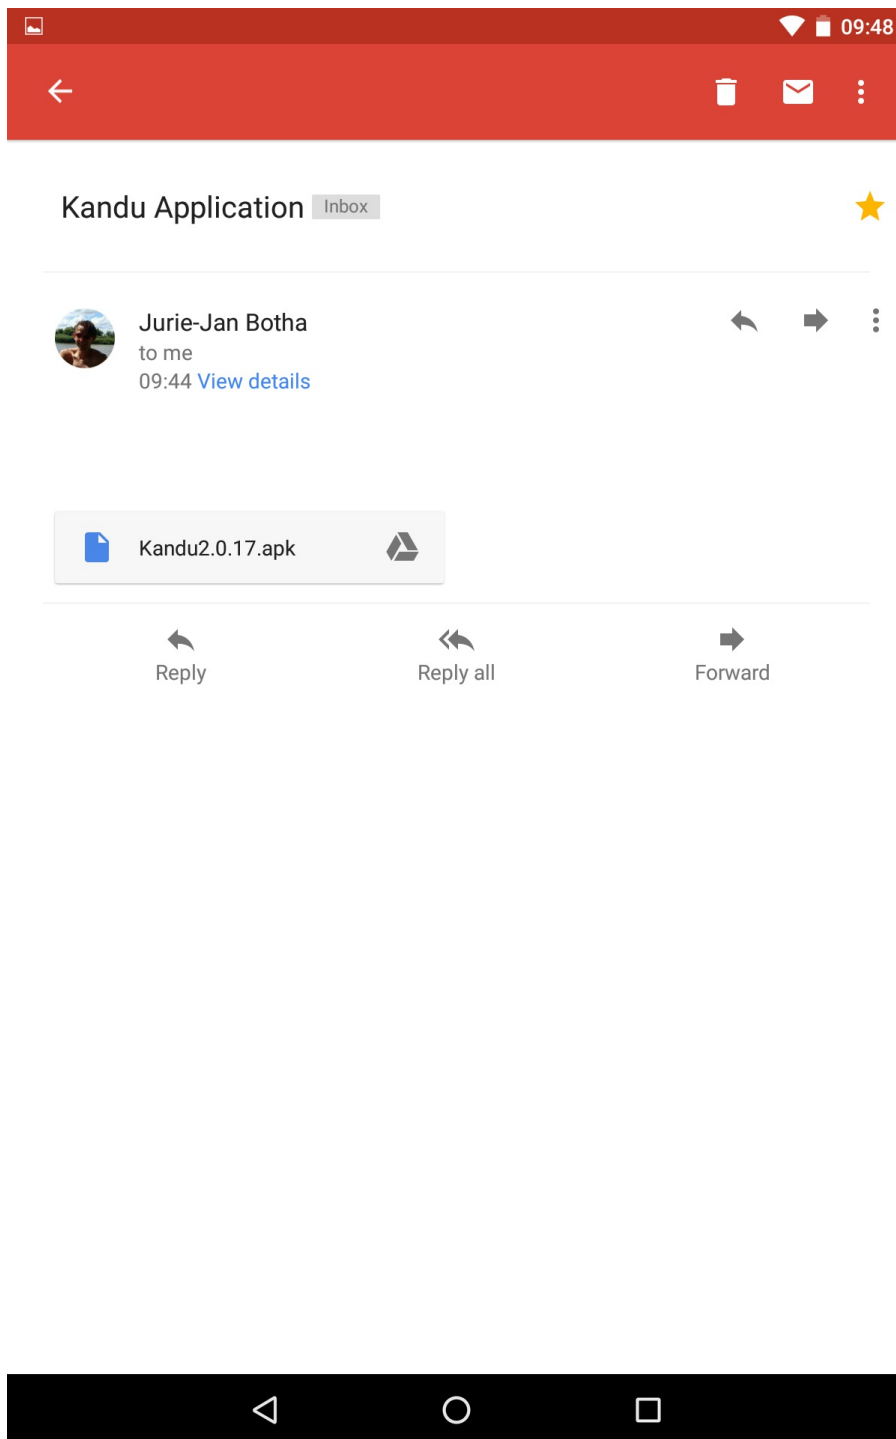 09:48
Kandu Application Inbox
Jurie-Jan Botha
to me
09:44 View details
Kandu2.0.17.apk
Reply Reply all Forward